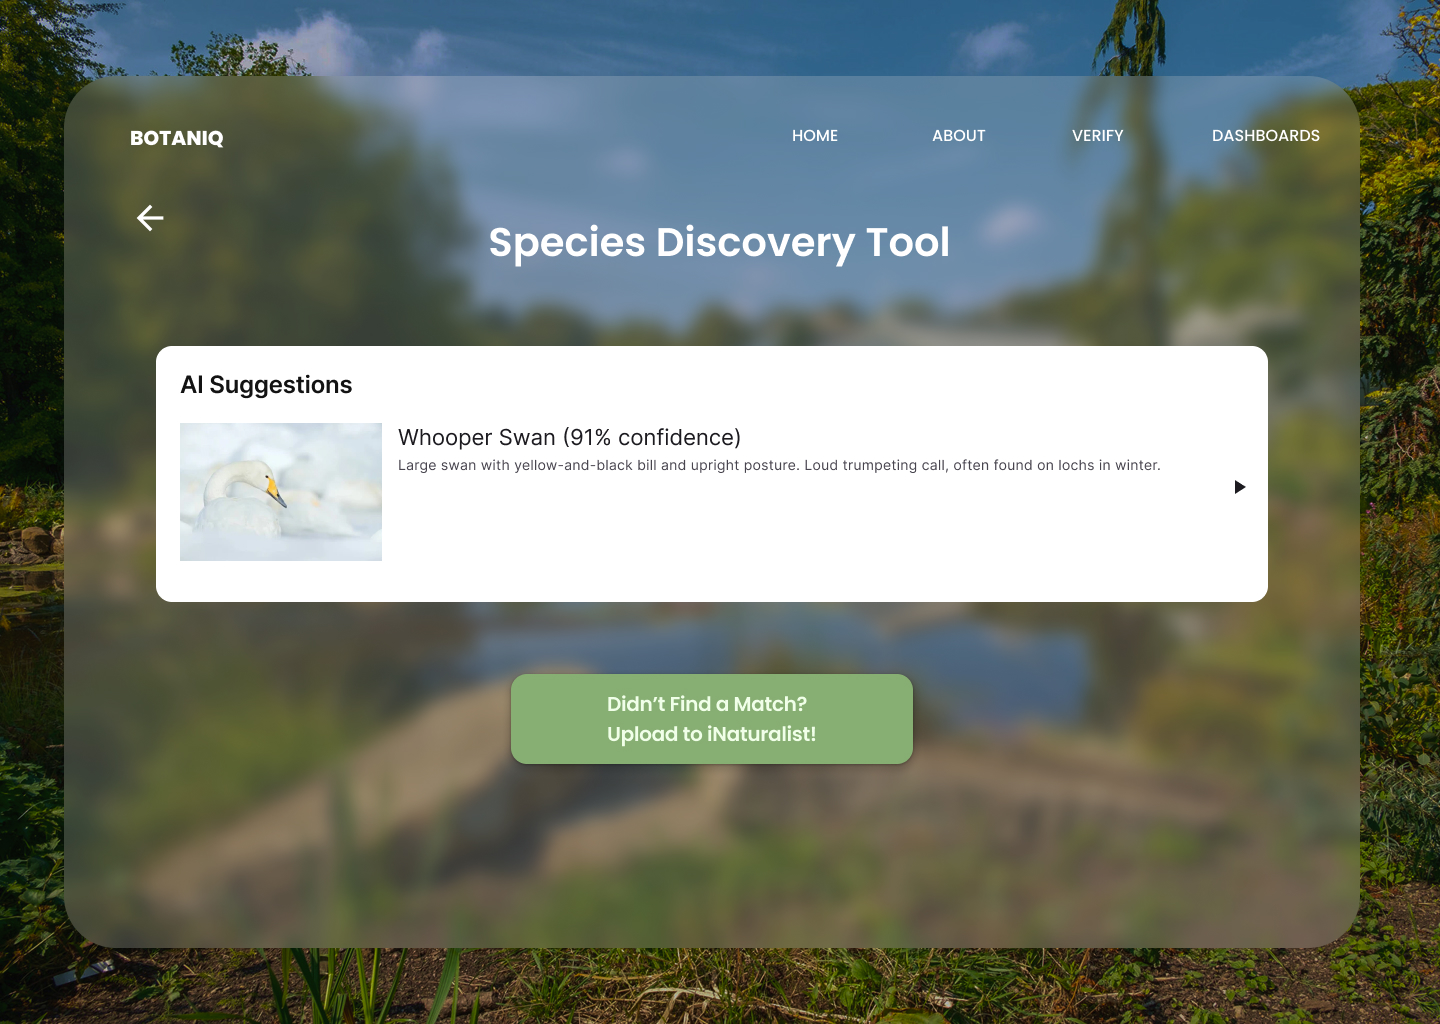 BOTANIQ
HOME
ABOUT
VERIFY
DASHBOARDS
Species Discovery Tool
AI Suggestions
Whooper Swan (91% confidence)
Large swan with yellow-and-black bill and upright posture. Loud trumpeting call, often found on lochs in winter.
Didn’t Find a Match?
Upload to iNaturalist!